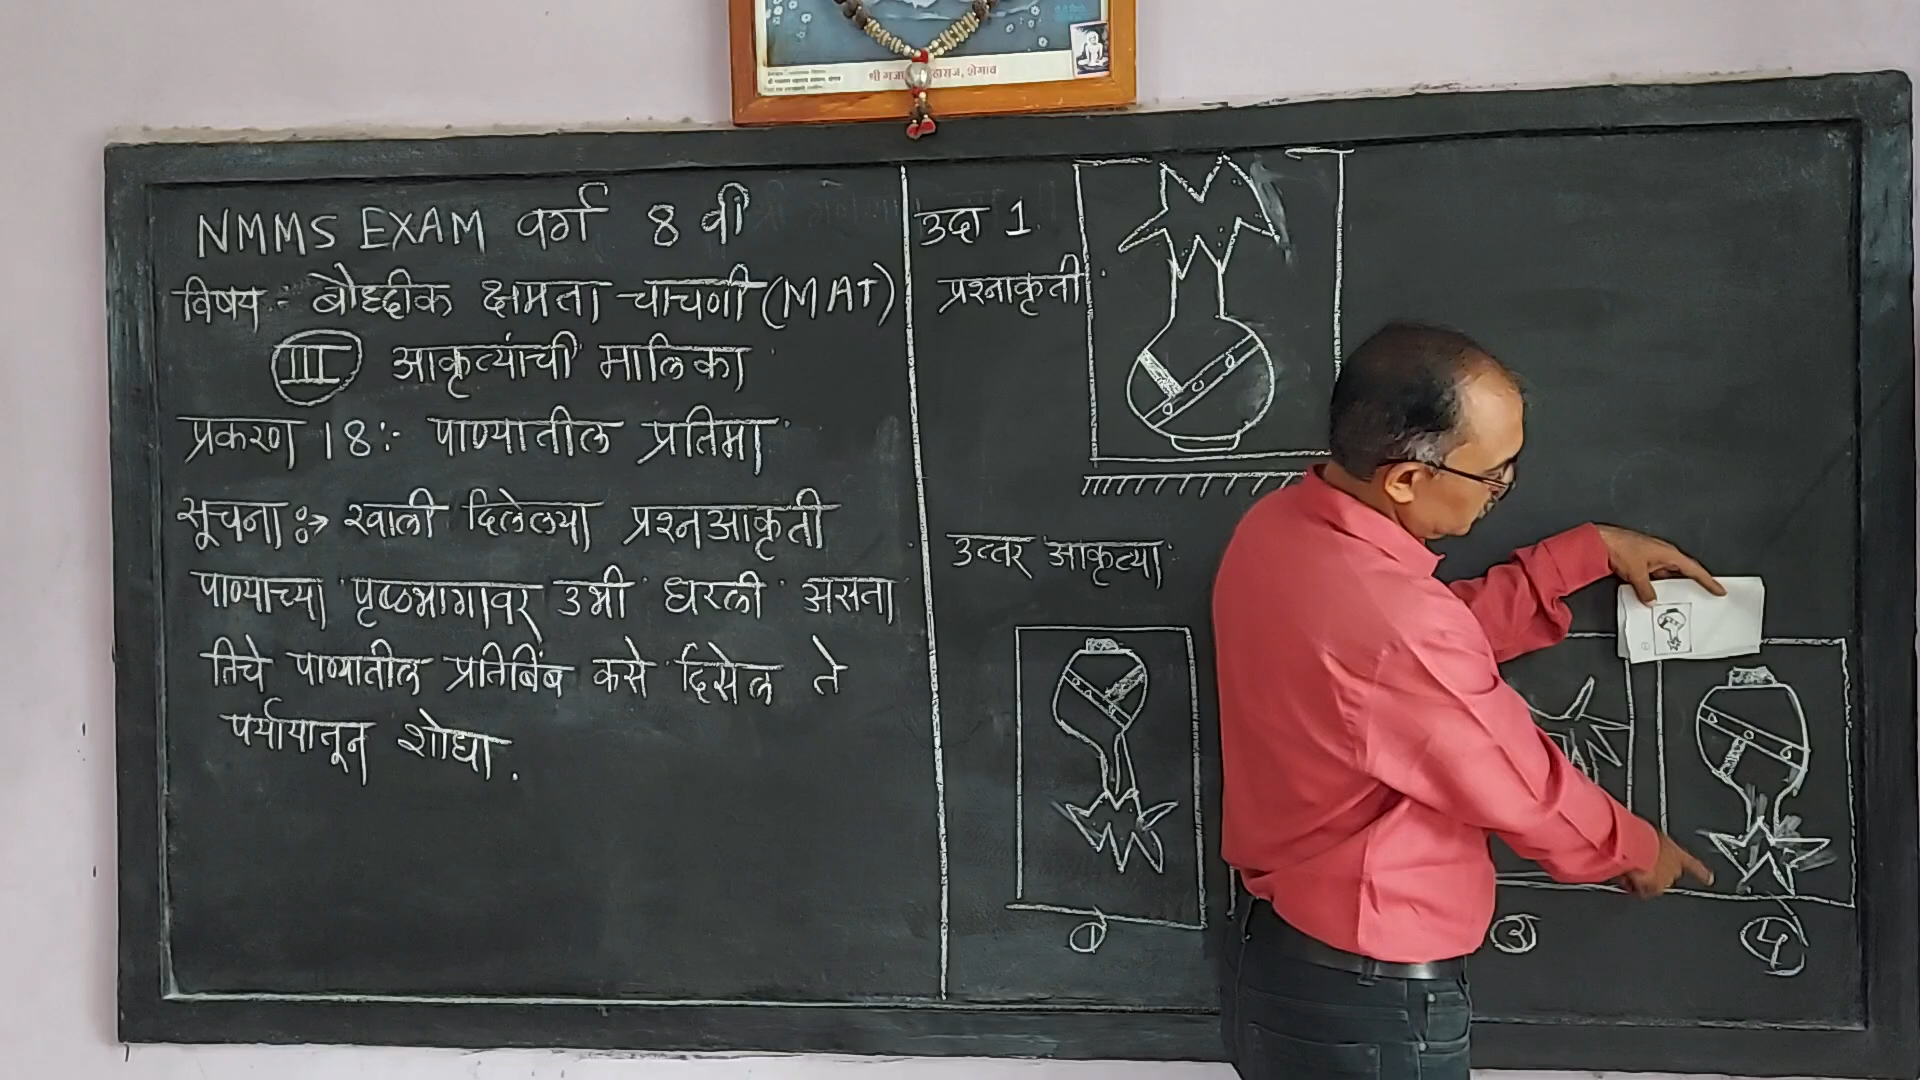 श्री गजा हाराज, शेगाव
NMMS EXAM वर्ग 8 वी
विषय :- बौद्दीक क्षमता चाचणी (MAT)
III आकृत्यांची मालिका
प्रकरण 18 :- पाण्यातील प्रतिमा
सूचना :→ खाली दिलेल्या प्रश्नआकृती
पाण्याच्या पृष्ठभागावर उभी धरली असता
तिचे पाण्यातील प्रतिबिंब कसे दिसेल ते
पर्यायातून शोधा.
उदा 1.
प्रश्नाकृती
उत्तर आकृत्या
१
३
४